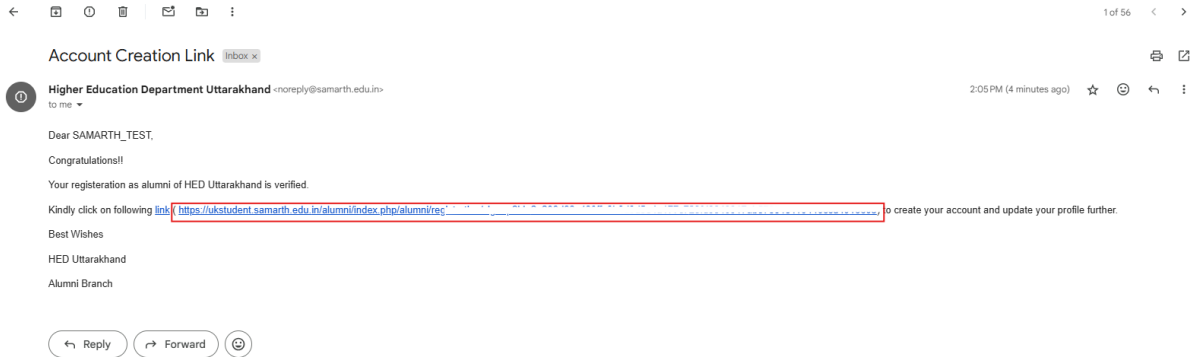 1 of 56
Account Creation Link Inbox x
Higher Education Department Uttarakhand <noreply@samarth.edu.in>
2:05 PM (4 minutes ago)
to me
Dear SAMARTH_TEST,
Congratulations!!
Your registeration as alumni of HED Uttarakhand is verified.
Kindly click on following link ( https://ukstudent.samarth.edu.in/alumni/index.php/alumni/reg to create your account and update your profile further.
Best Wishes
HED Uttarakhand
Alumni Branch
Reply Forward